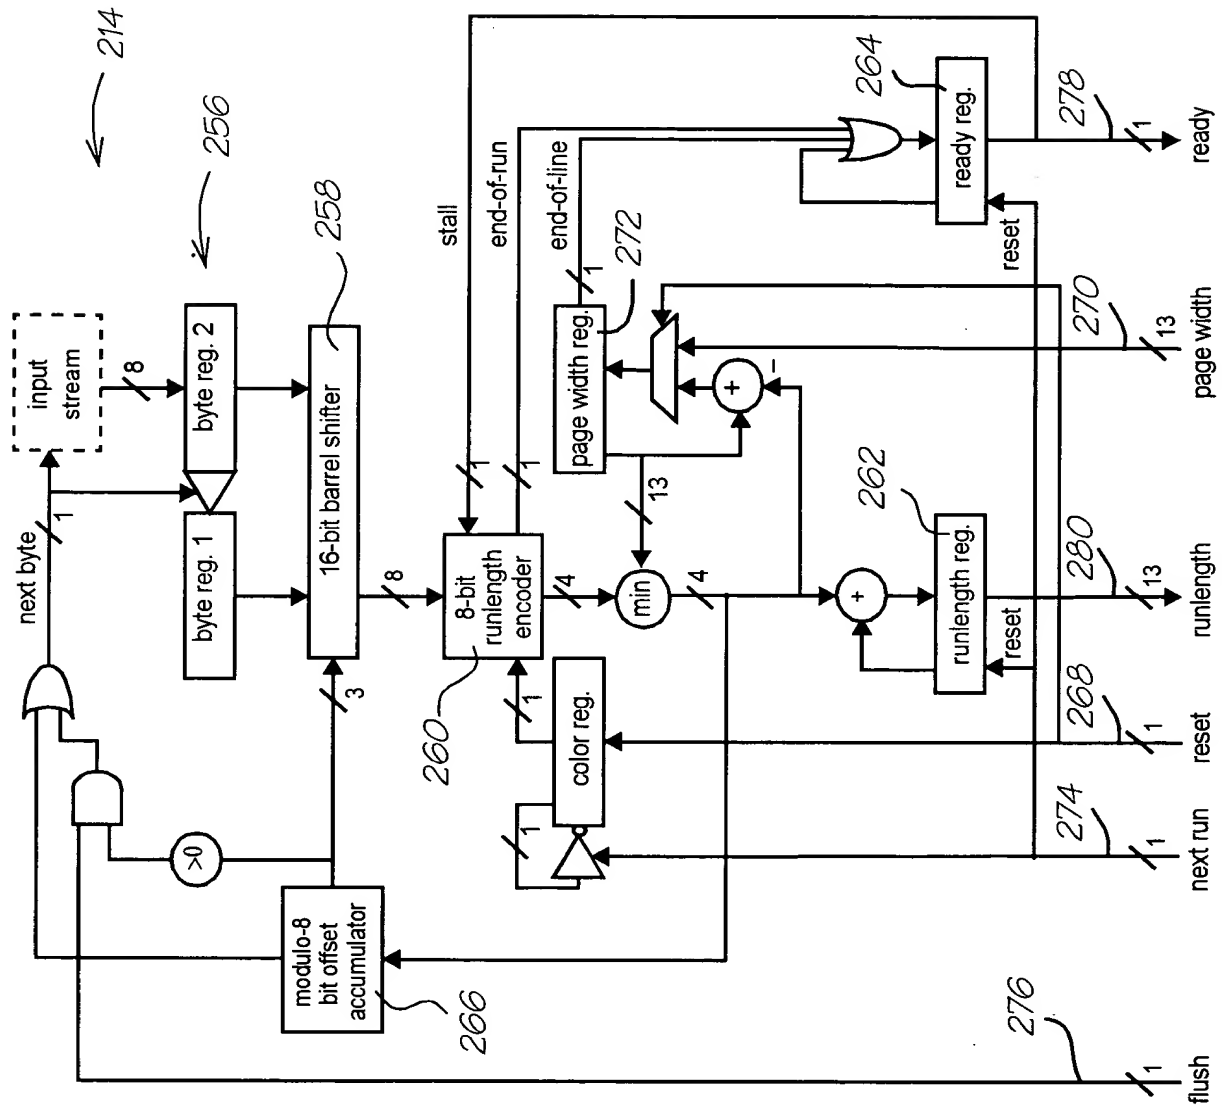 214
256
input
stream
8
next byte
1
byte reg. 1
byte reg. 2
258
16-bit barrel shifter
3
8
>0
modulo-8
bit offset
accumulator
266
stall
end-of-run
end-of-line
1
1
1
8-bit
runlength
encoder
260
4
min
4
13
page width reg.
272
+
−
1
color reg.
1
+
262
runlength reg.
reset
264
ready reg.
reset
276
1
flush
274
1
next run
268
1
reset
280
13
runlength
270
13
page width
278
1
ready